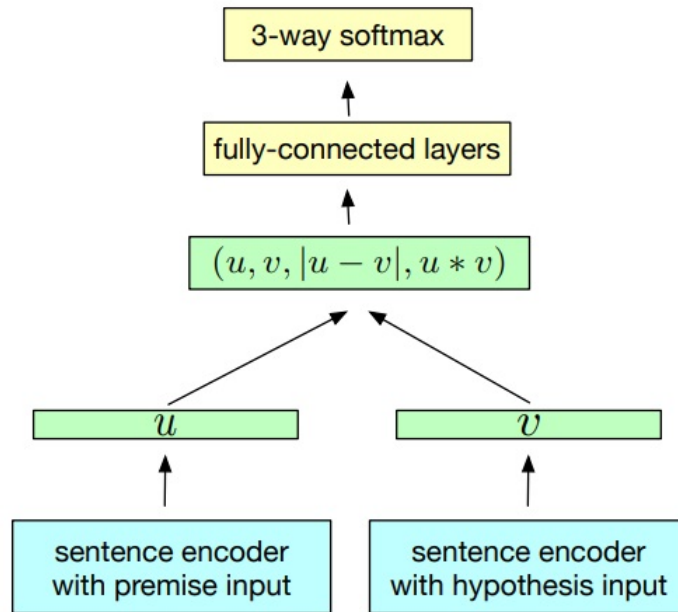 3-way softmax
fully-connected layers
(u, v, |u − v|, u ∗ v)
u v
sentence encoder
with premise input
sentence encoder
with hypothesis input